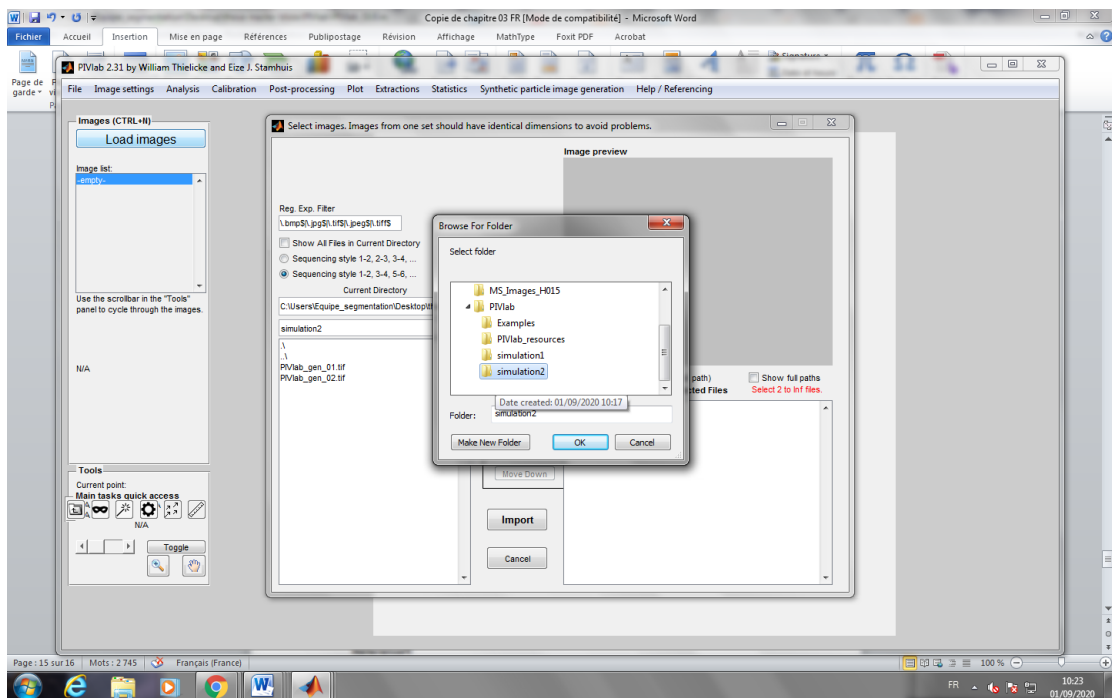 Copie de chapitre 03 FR [Mode de compatibilité] - Microsoft Word
Fichier Accueil Insertion Mise en page Références Publipostage Révision Affichage MathType Foxit PDF Acrobat
Page de
garde
PIVlab 2.31 by William Thielicke and Eize J. Stamhuis
File Image settings Analysis Calibration Post-processing Plot Extractions Statistics Synthetic particle image generation Help / Referencing
Images (CTRL+N)
Load images
Image list:
-empty-
Use the scrollbar in the "Tools"
panel to cycle through the images.
N/A
Tools
Current point:
Main tasks quick access
N/A
Toggle
Select images. Images from one set should have identical dimensions to avoid problems.
Image preview
Reg. Exp. Filter
\.bmp$|\.jpg$|\.tif$|\.jpeg$|\.tiff$
Show All Files in Current Directory
Sequencing style 1-2, 2-3, 3-4, ...
Sequencing style 1-2, 3-4, 5-6, ...
Current Directory
C:\Users\Equipe_segmentation\Desktop\
simulation2
.\
..\
PIVlab_gen_01.tif
PIVlab_gen_02.tif
Browse For Folder
Select folder
MS_Images_H015
PIVlab
Examples
PIVlab_resources
simulation1
simulation2
Date created: 01/09/2020 10:17
Folder: simulation2
Make New Folder OK Cancel
path) Show full paths
Files Select 2 to Inf files.
Move Down
Import
Cancel
Page : 15 sur 16 Mots : 2 745 Français (France) 100 %
FR 10:23
01/09/2020